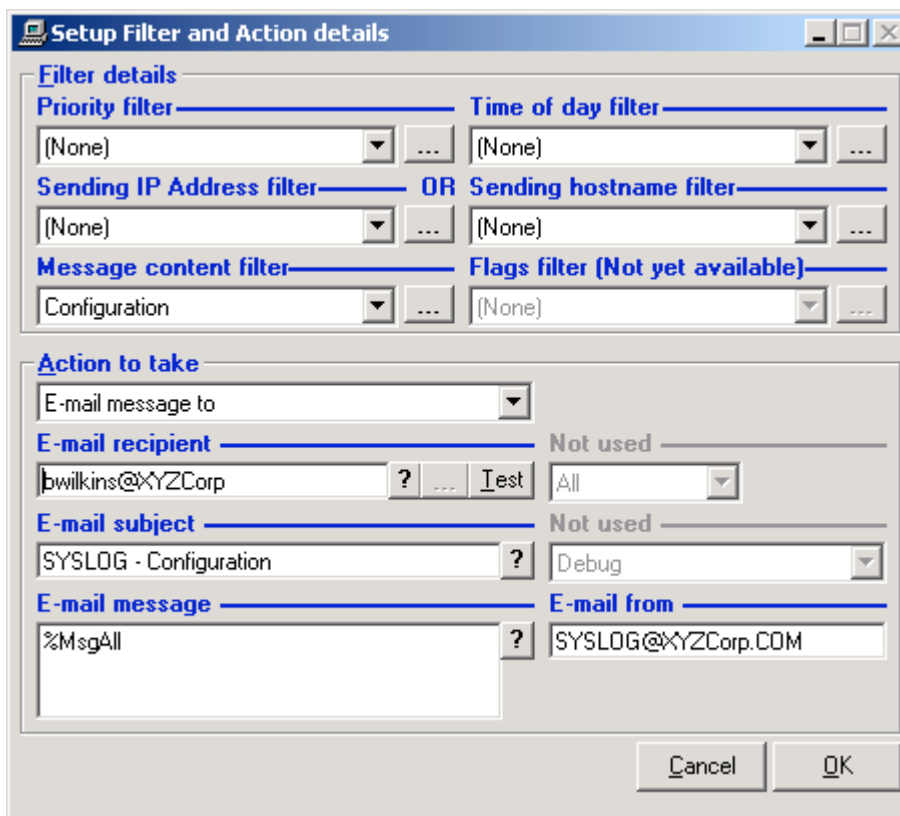 Setup Filter and Action details
Filter details
Priority filter Time of day filter
(None) ... (None) ...
Sending IP Address filter OR Sending hostname filter
(None) ... (None) ...
Message content filter Flags filter (Not yet available)
Configuration ... (None) ...
Action to take
E-mail message to
E-mail recipient Not used
bwilkins@XYZCorp ? ... Test All
E-mail subject Not used
SYSLOG - Configuration ? Debug
E-mail message E-mail from
%MsgAll ? SYSLOG@XYZCorp.COM
Cancel OK